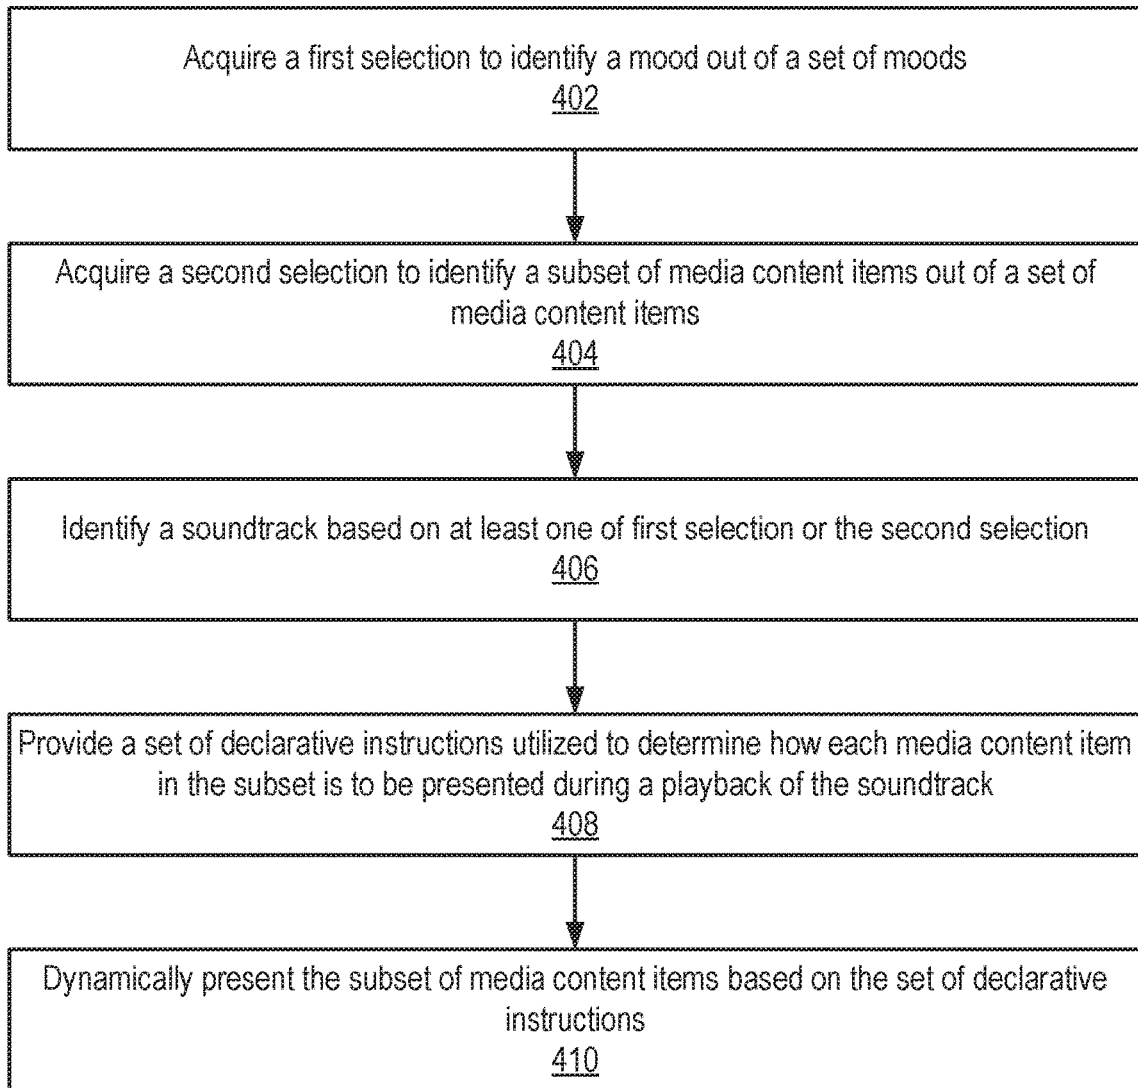 Acquire a first selection to identify a mood out of a set of moods
402
Acquire a second selection to identify a subset of media content items out of a set of
media content items
404
Identify a soundtrack based on at least one of first selection or the second selection
406
Provide a set of declarative instructions utilized to determine how each media content item
in the subset is to be presented during a playback of the soundtrack
408
Dynamically present the subset of media content items based on the set of declarative
instructions
410